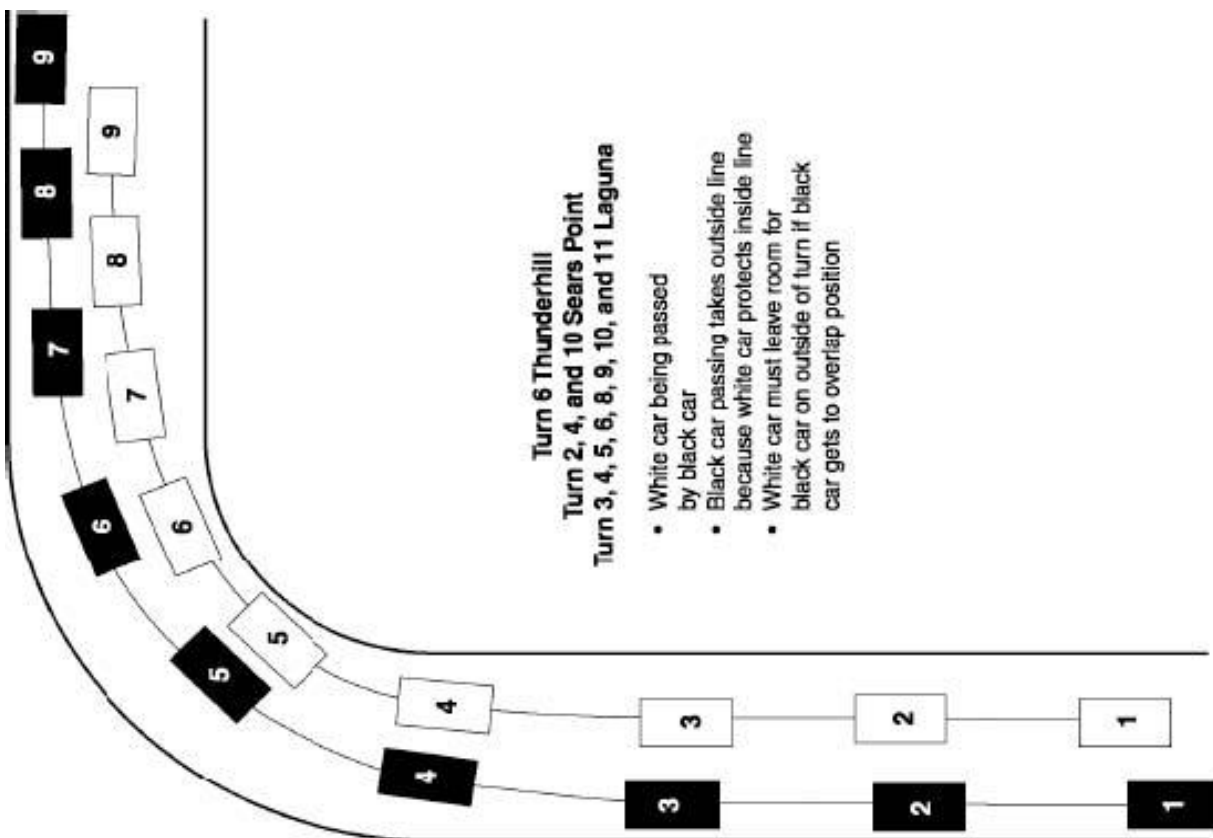 Turn 6 Thunderhill
Turn 2, 4, and 10 Sears Point
Turn 3, 4, 5, 6, 8, 9, 10, and 11 Laguna
• White car being passed
by black car
• Black car passing takes outside line
because white car protects inside line
• White car must leave room for
black car on outside of turn if black
car gets to overlap position
1
2
3
4
5
6
7
8
9
1
2
3
4
5
6
7
8
9